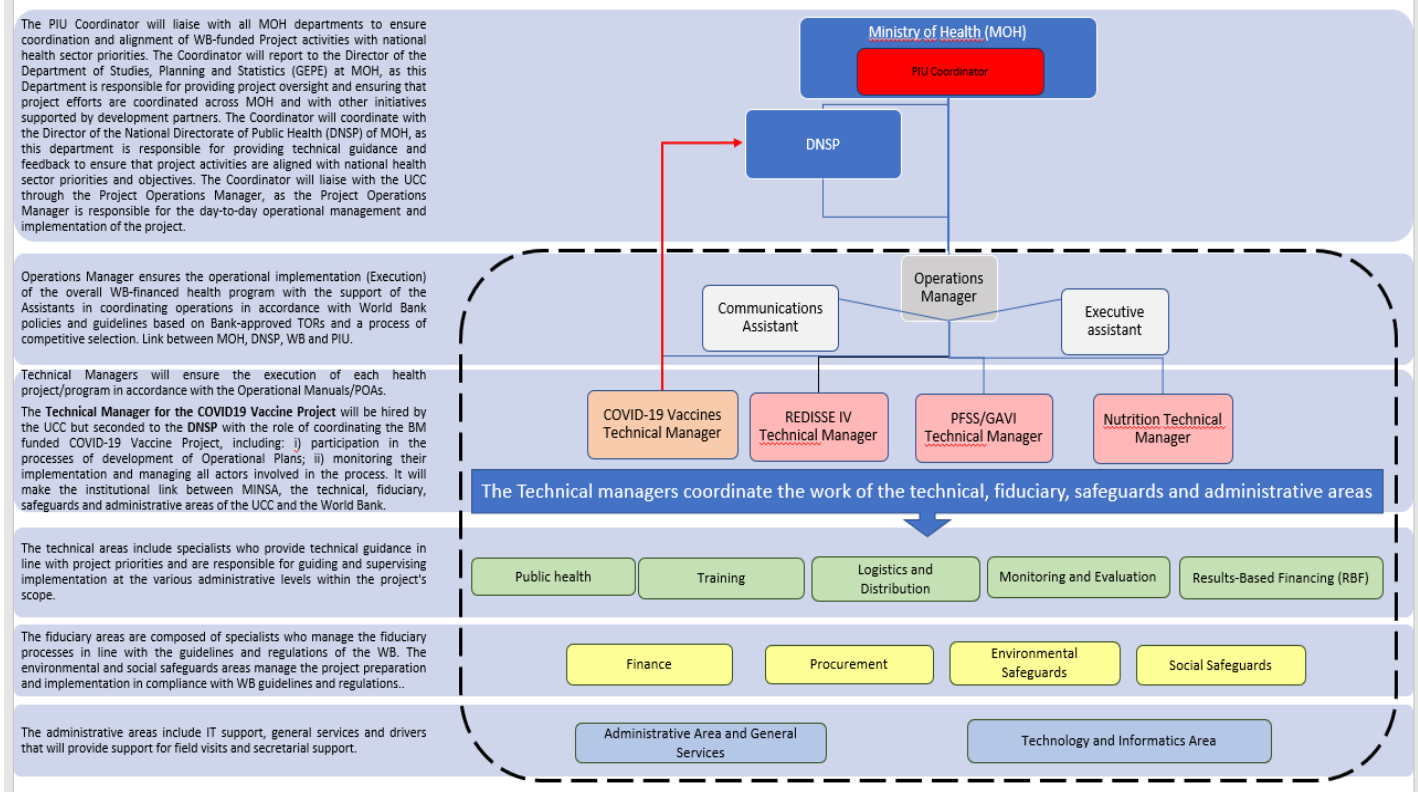 The PIU Coordinator will liaise with all MOH departments to ensure
coordination and alignment of WB-funded Project activities with national
health sector priorities. The Coordinator will report to the Director of the
Department of Studies, Planning and Statistics (GEPE) at MOH, as this
Department is responsible for providing project oversight and ensuring that
project efforts are coordinated across MOH and with other initiatives
supported by development partners. The Coordinator will coordinate with
the Director of the National Directorate of Public Health (DNSP) of MOH, as
this department is responsible for providing technical guidance and
feedback to ensure that project activities are aligned with national health
sector priorities and objectives. The Coordinator will liaise with the UCC
through the Project Operations Manager, as the Project Operations
Manager is responsible for the day-to-day operational management and
implementation of the project.
Ministry of Health (MOH)
PIU Coordinator
DNSP
Operations Manager ensures the operational implementation (Execution)
of the overall WB-financed health program with the support of the
Assistants in coordinating operations in accordance with World Bank
policies and guidelines based on Bank-approved TORs and a process of
competitive selection. Link between MOH, DNSP, WB and PIU.
Operations
Manager
Communications
Assistant
Executive
assistant
Technical Managers will ensure the execution of each health
project/program in accordance with the Operational Manuals/POAs.
The Technical Manager for the COVID19 Vaccine Project will be hired by
the UCC but seconded to the DNSP with the role of coordinating the BM
funded COVID-19 Vaccine Project, including: i) participation in the
processes of development of Operational Plans; ii) monitoring their
implementation and managing all actors involved in the process. It will
make the institutional link between MINSA, the technical, fiduciary,
safeguards and administrative areas of the UCC and the World Bank.
COVID-19 Vaccines
Technical Manager
REDISSE IV
Technical Manager
PFSS/GAVI
Technical Manager
Nutrition Technical
Manager
The Technical managers coordinate the work of the technical, fiduciary, safeguards and administrative areas
The technical areas include specialists who provide technical guidance in
line with project priorities and are responsible for guiding and supervising
implementation at the various administrative levels within the project's
scope.
Public health
Training
Logistics and
Distribution
Monitoring and Evaluation
Results-Based Financing (RBF)
The fiduciary areas are composed of specialists who manage the fiduciary
processes in line with the guidelines and regulations of the WB. The
environmental and social safeguards areas manage the project preparation
and implementation in compliance with WB guidelines and regulations..
Finance
Procurement
Environmental
Safeguards
Social Safeguards
The administrative areas include IT support, general services and drivers
that will provide support for field visits and secretarial support.
Administrative Area and General
Services
Technology and Informatics Area